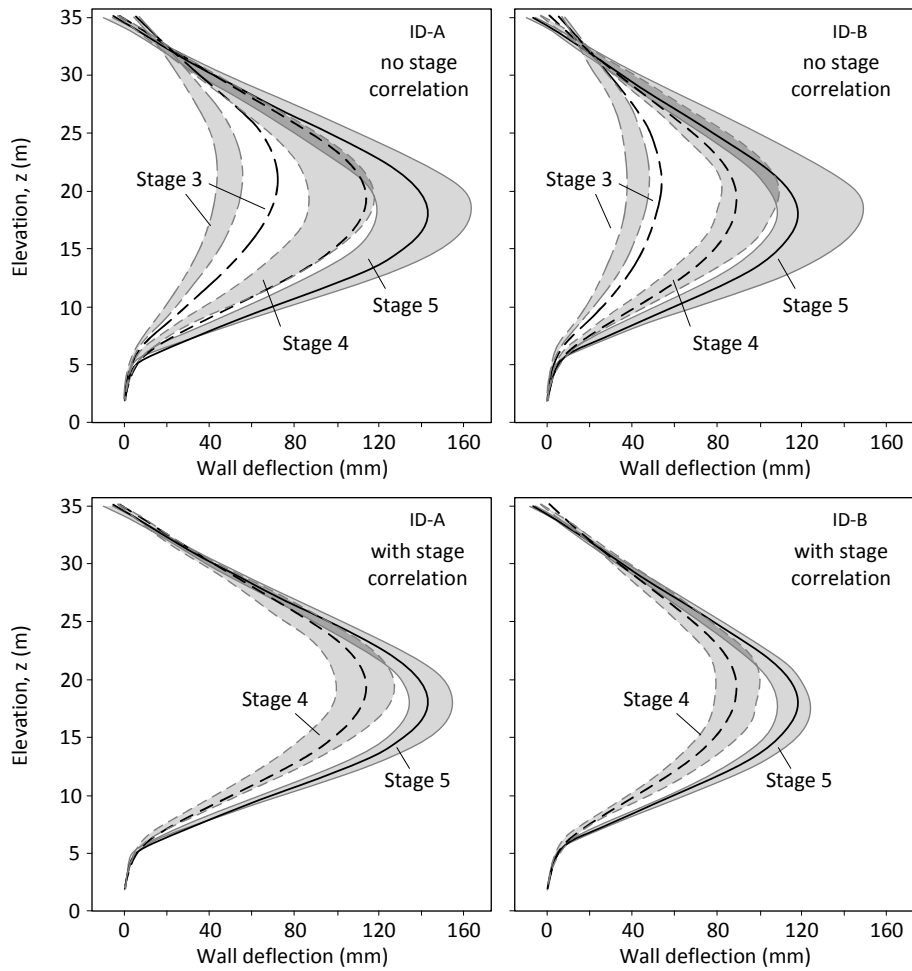 35
30
25
20
15
10
5
0
Elevation, z (m)
ID-A
no stage
correlation
Stage 3
Stage 5
Stage 4
0 40 80 120 160
Wall deflection (mm)
ID-B
no stage
correlation
Stage 3
Stage 5
Stage 4
0 40 80 120 160
Wall deflection (mm)
35
30
25
20
15
10
5
0
Elevation, z (m)
ID-A
with stage
correlation
Stage 4
Stage 5
0 40 80 120 160
Wall deflection (mm)
ID-B
with stage
correlation
Stage 4
Stage 5
0 40 80 120 160
Wall deflection (mm)